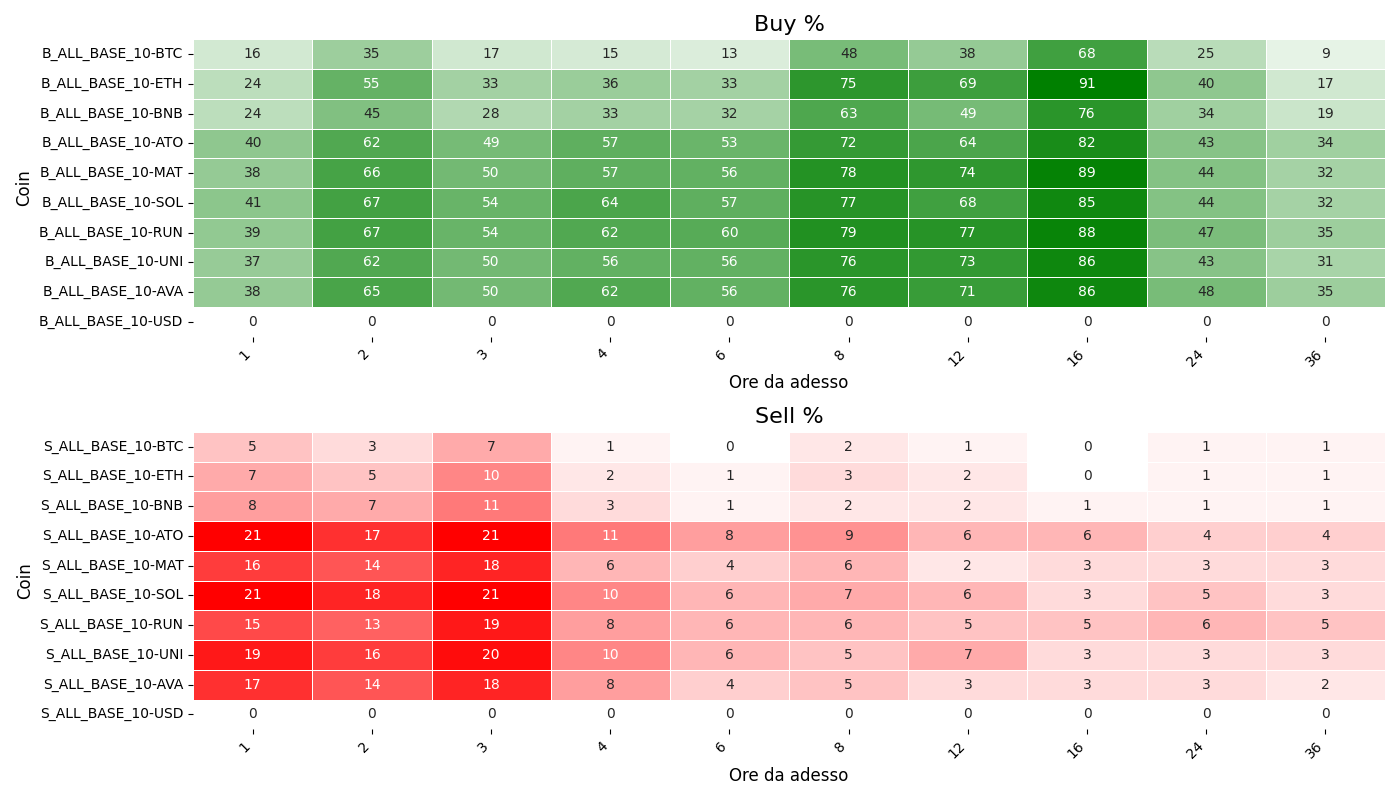 Buy %
Coin
B_ALL_BASE_10-BTC 16 35 17 15 13 48 38 68 25 9
B_ALL_BASE_10-ETH 24 55 33 36 33 75 69 91 40 17
B_ALL_BASE_10-BNB 24 45 28 33 32 63 49 76 34 19
B_ALL_BASE_10-ATO 40 62 49 57 53 72 64 82 43 34
B_ALL_BASE_10-MAT 38 66 50 57 56 78 74 89 44 32
B_ALL_BASE_10-SOL 41 67 54 64 57 77 68 85 44 32
B_ALL_BASE_10-RUN 39 67 54 62 60 79 77 88 47 35
B_ALL_BASE_10-UNI 37 62 50 56 56 76 73 86 43 31
B_ALL_BASE_10-AVA 38 65 50 62 56 76 71 86 48 35
B_ALL_BASE_10-USD 0 0 0 0 0 0 0 0 0 0
1 2 3 4 6 8 12 16 24 36
Ore da adesso
Sell %
Coin
S_ALL_BASE_10-BTC 5 3 7 1 0 2 1 0 1 1
S_ALL_BASE_10-ETH 7 5 10 2 1 3 2 0 1 1
S_ALL_BASE_10-BNB 8 7 11 3 1 2 2 1 1 1
S_ALL_BASE_10-ATO 21 17 21 11 8 9 6 6 4 4
S_ALL_BASE_10-MAT 16 14 18 6 4 6 2 3 3 3
S_ALL_BASE_10-SOL 21 18 21 10 6 7 6 3 5 3
S_ALL_BASE_10-RUN 15 13 19 8 6 6 5 5 6 5
S_ALL_BASE_10-UNI 19 16 20 10 6 5 7 3 3 3
S_ALL_BASE_10-AVA 17 14 18 8 4 5 3 3 3 2
S_ALL_BASE_10-USD 0 0 0 0 0 0 0 0 0 0
1 2 3 4 6 8 12 16 24 36
Ore da adesso